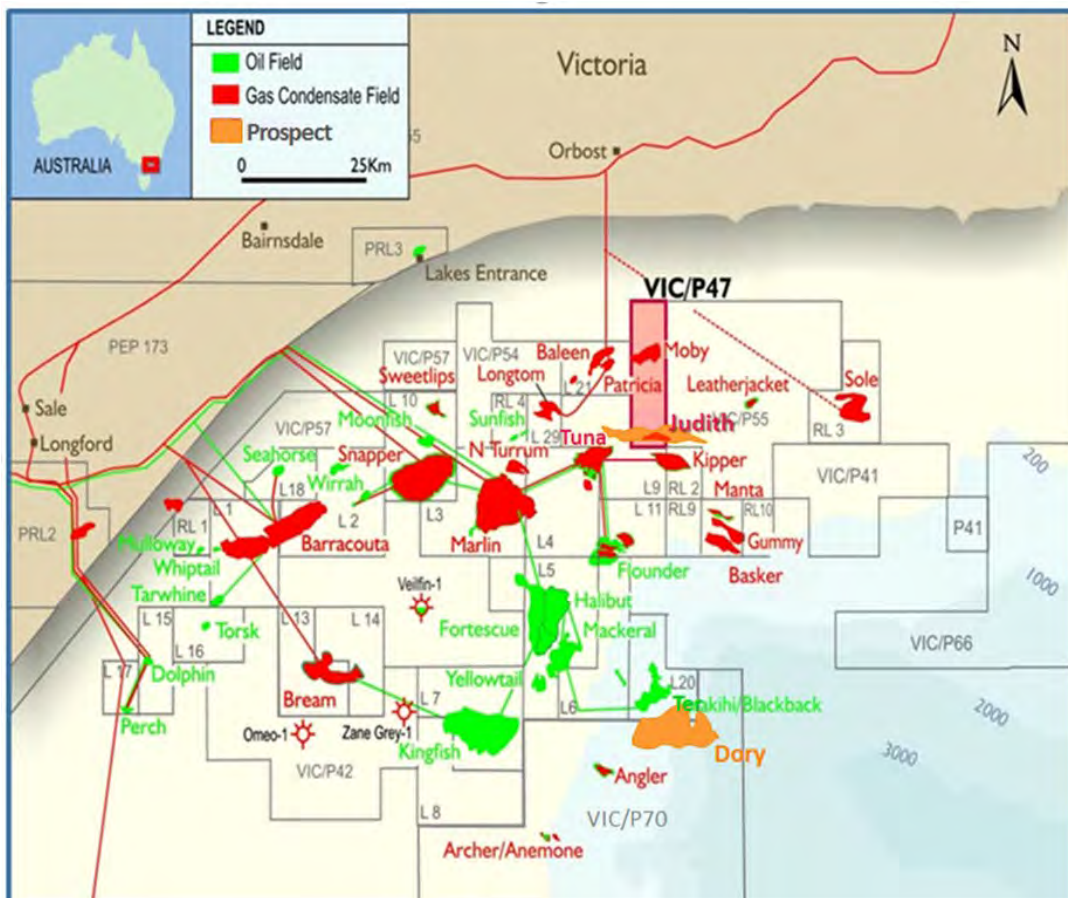 LEGEND
Oil Field
Gas Condensate Field
Prospect
0 25Km
AUSTRALIA
Victoria
N
Orbost
Bairnsdale
PRL3
Lakes Entrance
VIC/P47
PEP 173
VIC/P57
VIC/P54
Baleen
Moby
Sweetlips
Longtom
L 21
Patricia
Leatherjacket
Sole
Sale
L 10
RL 4
VIC/P55
Moonfish
Sunfish
Judith
RL 3
Longford
VIC/P57
L 29
Tuna
Snapper
N Turrum
Kipper
200
Seahorse
Wirrah
VIC/P41
L18
L9
RL 2
Manta
PRL2
RL 1
L1
L 2
L3
L 11
RL9
RL10
P41
Mulloway
Barracouta
Marlin
L4
Gummy
Whiptail
Flounder
Basker
1000
Tarwhine
Veilfin-1
L5
Halibut
L 15
L 13
L 14
Fortescue
Mackeral
Torsk
VIC/P66
L 16
L 17
Dolphin
Yellowtail
L20
Bream
L 7
L6
Terakihi/Blackback
2000
Perch
Omeo-1
Zane Grey-1
Kingfish
Dory
3000
VIC/P42
Angler
L 8
VIC/P70
Archer/Anemone